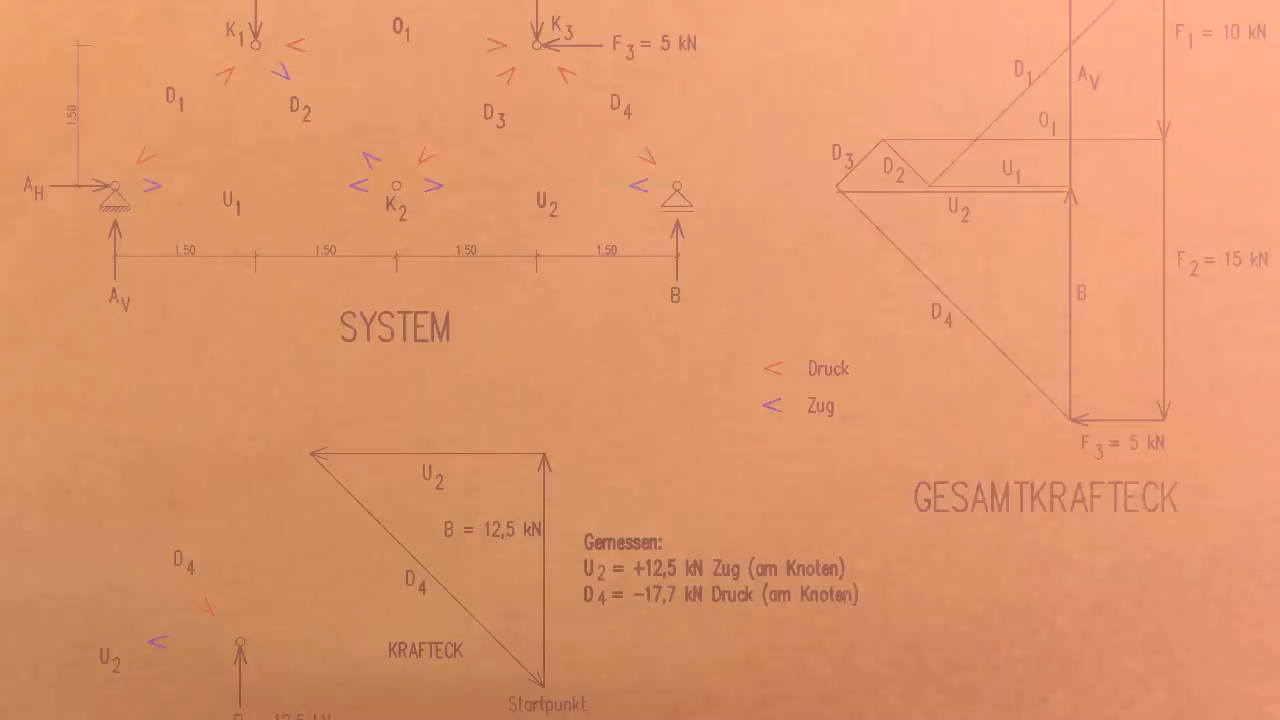 K1
O1
K3
F3 = 5 kN
1.50
D1
D2
D3
D4
AH
U1
K2
U2
1.50
1.50
1.50
1.50
AV
B
SYSTEM
F1 = 10 kN
D1
AV
O1
D3
D2
U1
U2
F2 = 15 kN
B
D4
F3 = 5 kN
GESAMTKRAFTECK
Druck
Zug
U2
B = 12,5 kN
D4
KRAFTECK
Startpunkt
Gemessen:
U2 = +12,5 kN Zug (am Knoten)
D4 = -17,7 kN Druck (am Knoten)
D4
U2
B = 12,5 kN